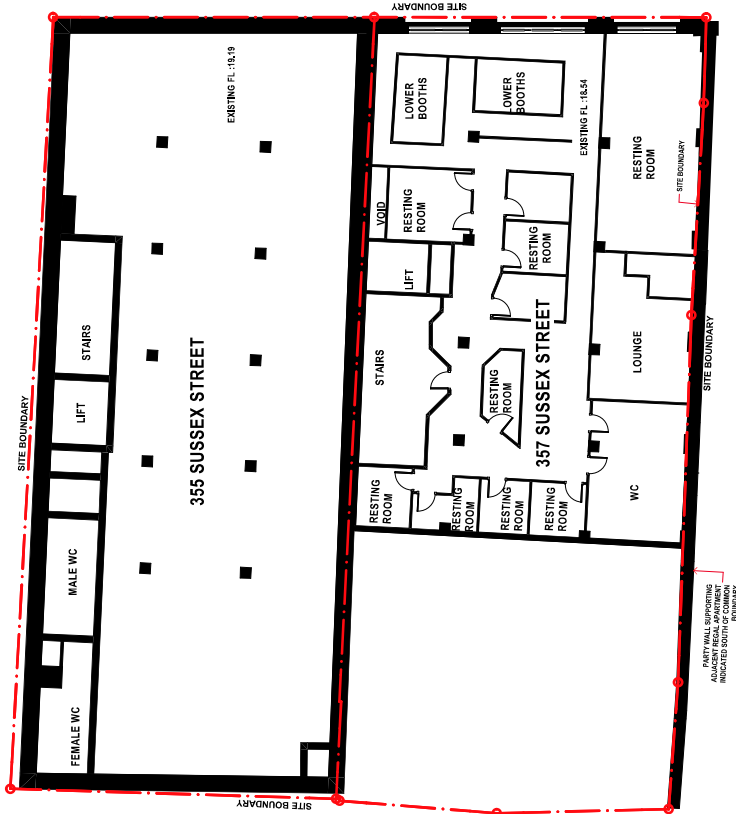 SITE BOUNDARY
EXISTING FL :19.19
LOWER
BOOTHS
LOWER
BOOTHS
EXISTING FL :18.54
RESTING
ROOM
SITE BOUNDARY
VOID
RESTING
ROOM
RESTING
ROOM
LIFT
STAIRS
355 SUSSEX STREET
STAIRS
357 SUSSEX STREET
LOUNGE
SITE BOUNDARY
RESTING
ROOM
LIFT
SITE BOUNDARY
RESTING
ROOM
RESTING
ROOM
RESTING
ROOM
RESTING
ROOM
WC
MALE WC
FEMALE WC
PARTY WALL SUPPORTING
ADJACENT REGAL APARTMENT
INDICATED SOUTH OF COMMON
BOUNDARY
SITE BOUNDARY